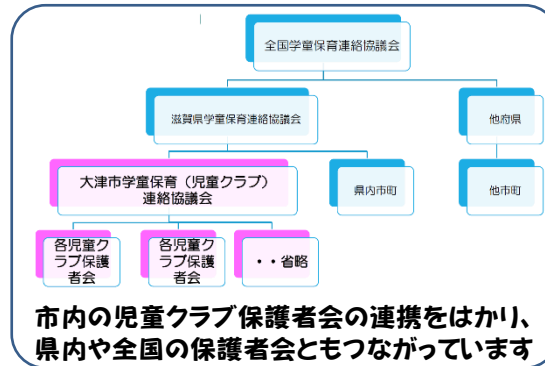 全国学童保育連絡協議会
滋賀県学童保育連絡協議会
他府県
大津市学童保育（児童クラブ）
連絡協議会
県内市町
他市町
各児童ク
ラブ保護
者会
各児童ク
ラブ保護
者会
・・省略
市内の児童クラブ保護者会の連携をはかり、
県内や全国の保護者会ともつながっています